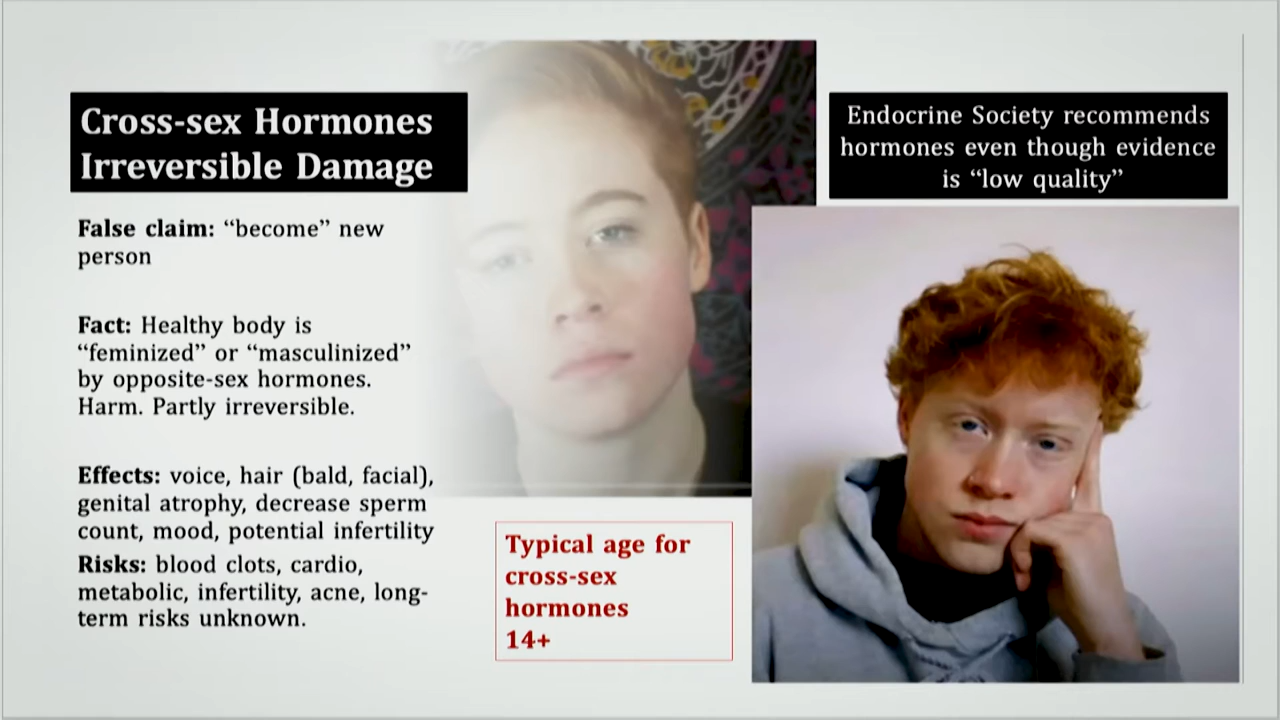 Cross-sex Hormones
Irreversible Damage
False claim: “become” new
person
Fact: Healthy body is
“feminized” or “masculinized”
by opposite-sex hormones.
Harm. Partly irreversible.
Effects: voice, hair (bald, facial),
genital atrophy, decrease sperm
count, mood, potential infertility
Risks: blood clots, cardio,
metabolic, infertility, acne, long-
term risks unknown.
Typical age for
cross-sex
hormones
14+
Endocrine Society recommends
hormones even though evidence
is “low quality”